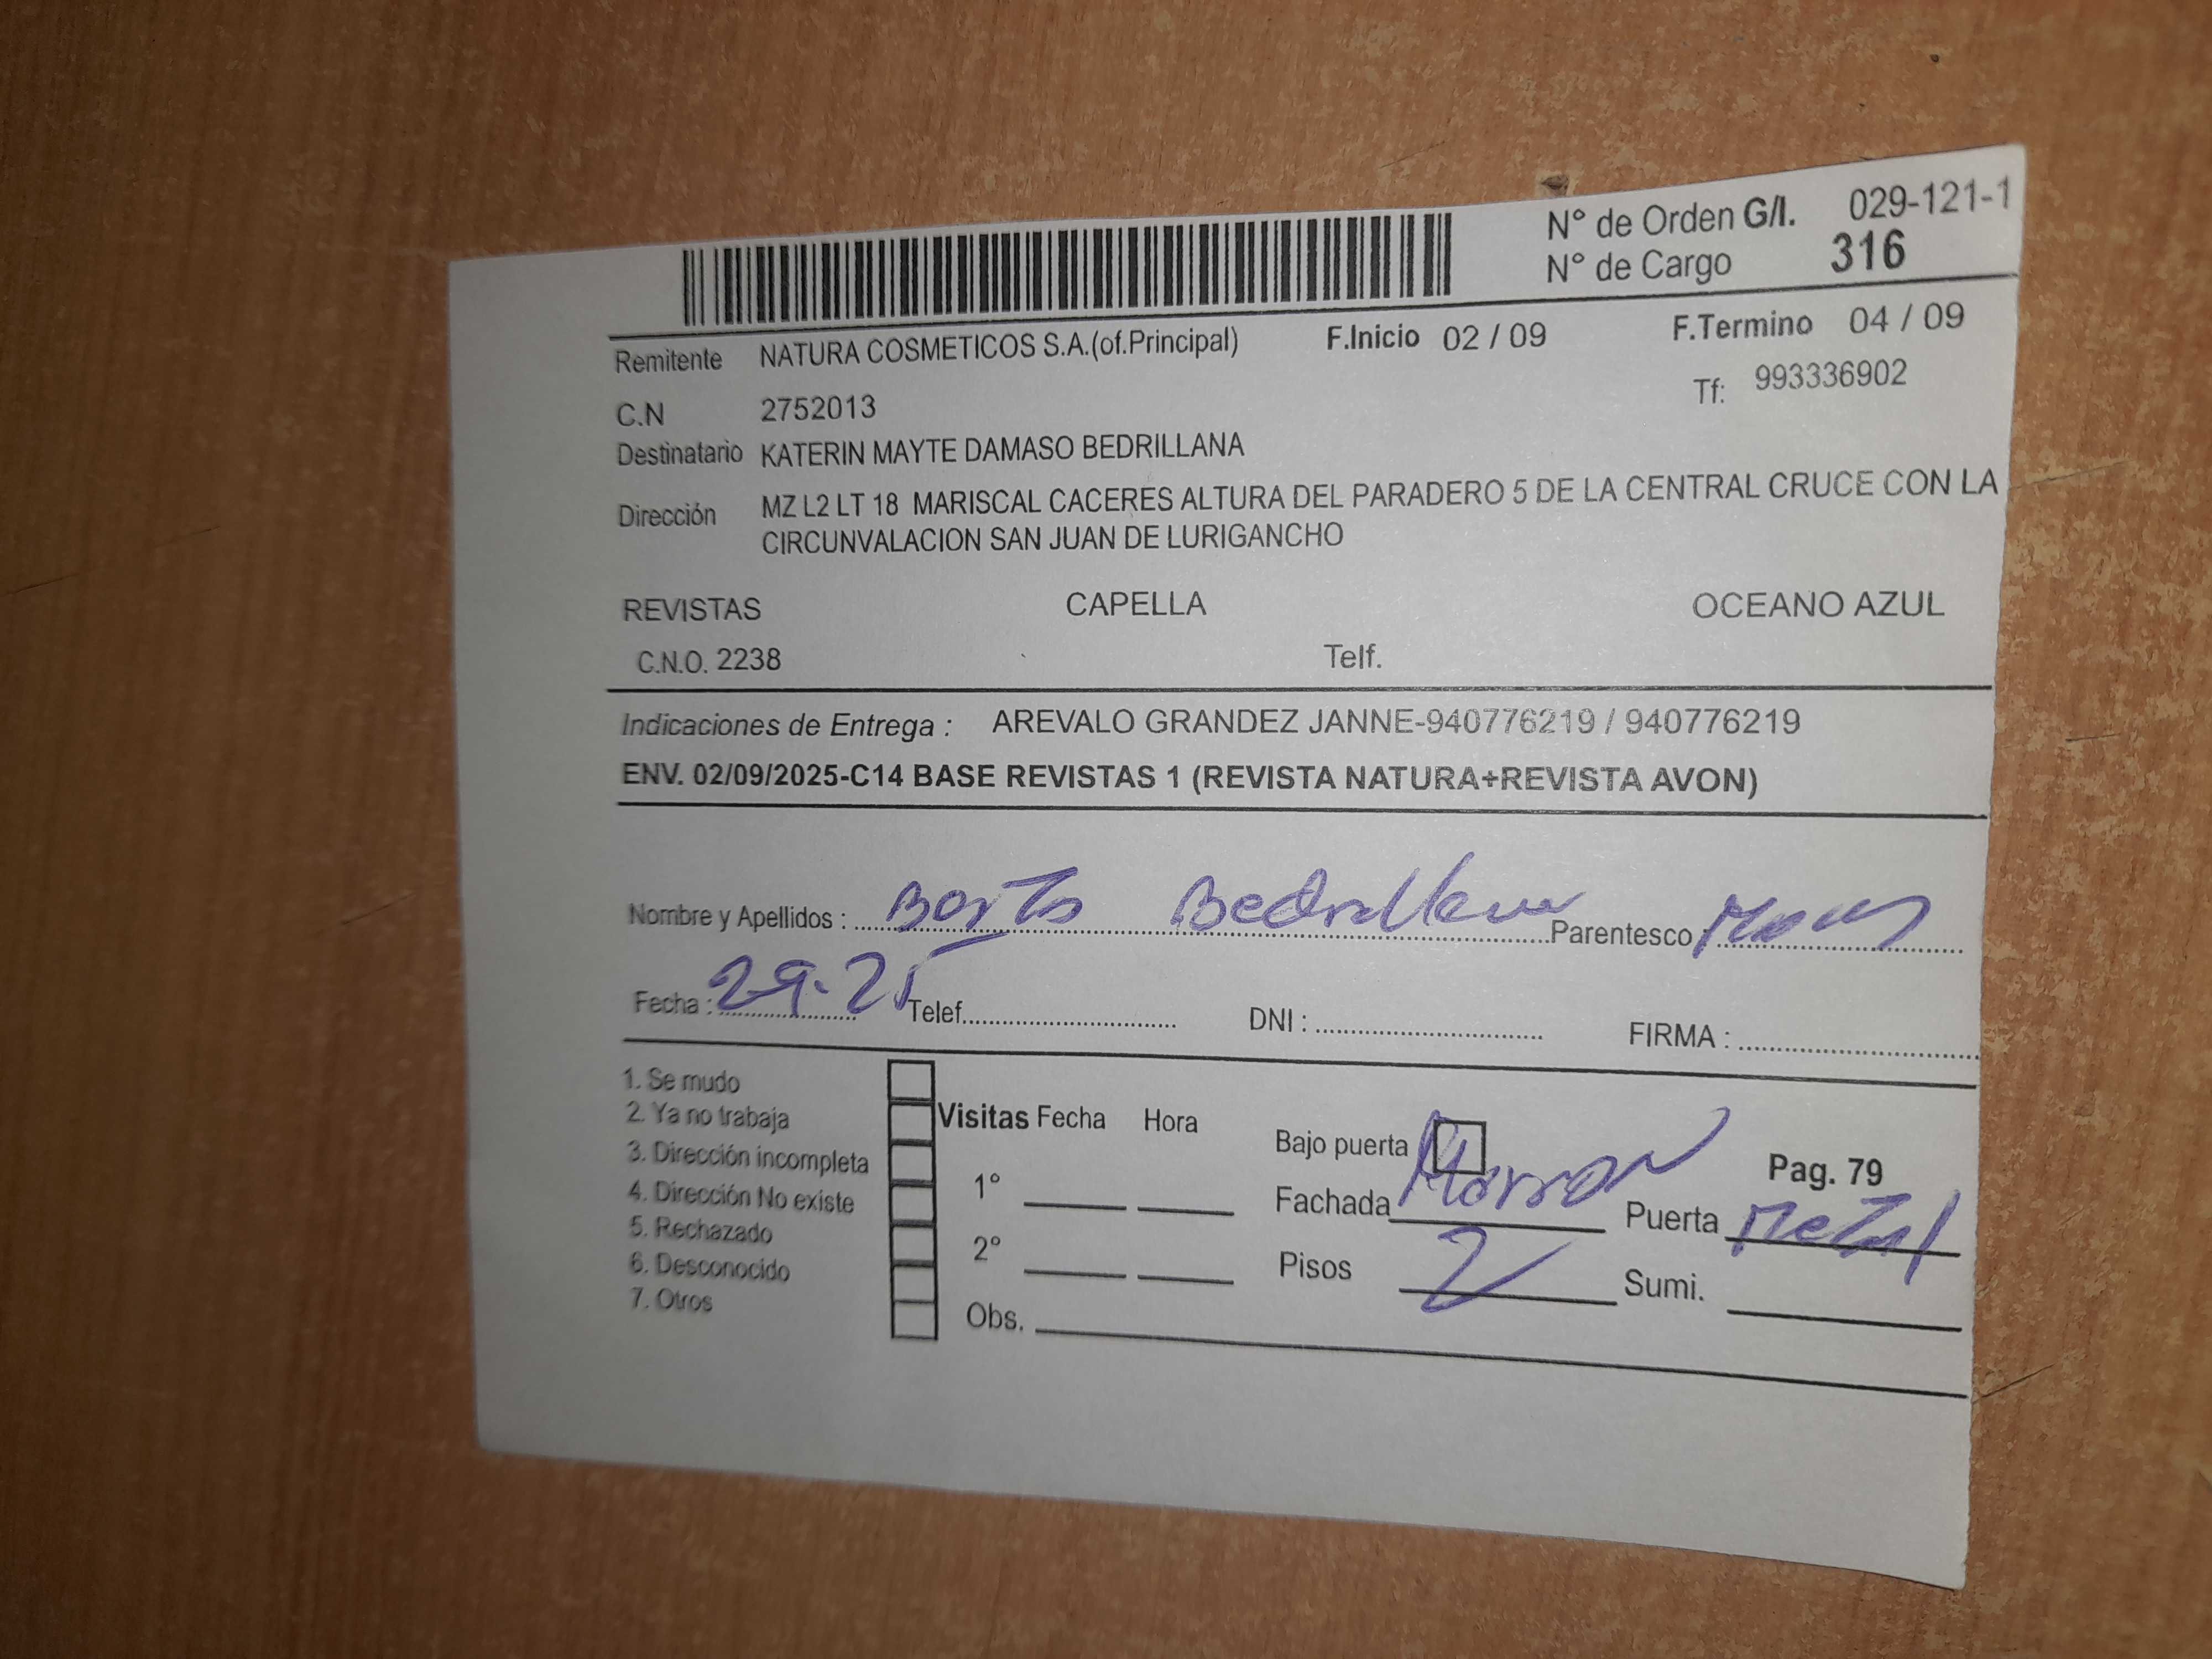 N° de Orden G/I. 029-121-1
N° de Cargo 316
Remitente NATURA COSMETICOS S.A.(of.Principal) F.Inicio 02 / 09 F.Termino 04 / 09
C.N 2752013 Tf: 993336902
Destinatario KATERIN MAYTE DAMASO BEDRILLANA
Dirección MZ L2 LT 18 MARISCAL CACERES ALTURA DEL PARADERO 5 DE LA CENTRAL CRUCE CON LA
CIRCUNVALACION SAN JUAN DE LURIGANCHO
REVISTAS CAPELLA OCEANO AZUL
C.N.O. 2238 Telf.
Indicaciones de Entrega : AREVALO GRANDEZ JANNE-940776219 / 940776219
ENV. 02/09/2025-C14 BASE REVISTAS 1 (REVISTA NATURA+REVISTA AVON)
Nombre y Apellidos : Bedrillana Parentesco :
Fecha : 2-9-25 Telef. DNI : FIRMA :
1. Se mudo
2. Ya no trabaja Visitas Fecha Hora Bajo puerta
3. Dirección incompleta Pag. 79
4. Dirección No existe 1° Fachada Marron Puerta Metal
5. Rechazado
6. Desconocido 2° Pisos 2 Sumi.
7. Otros Obs.